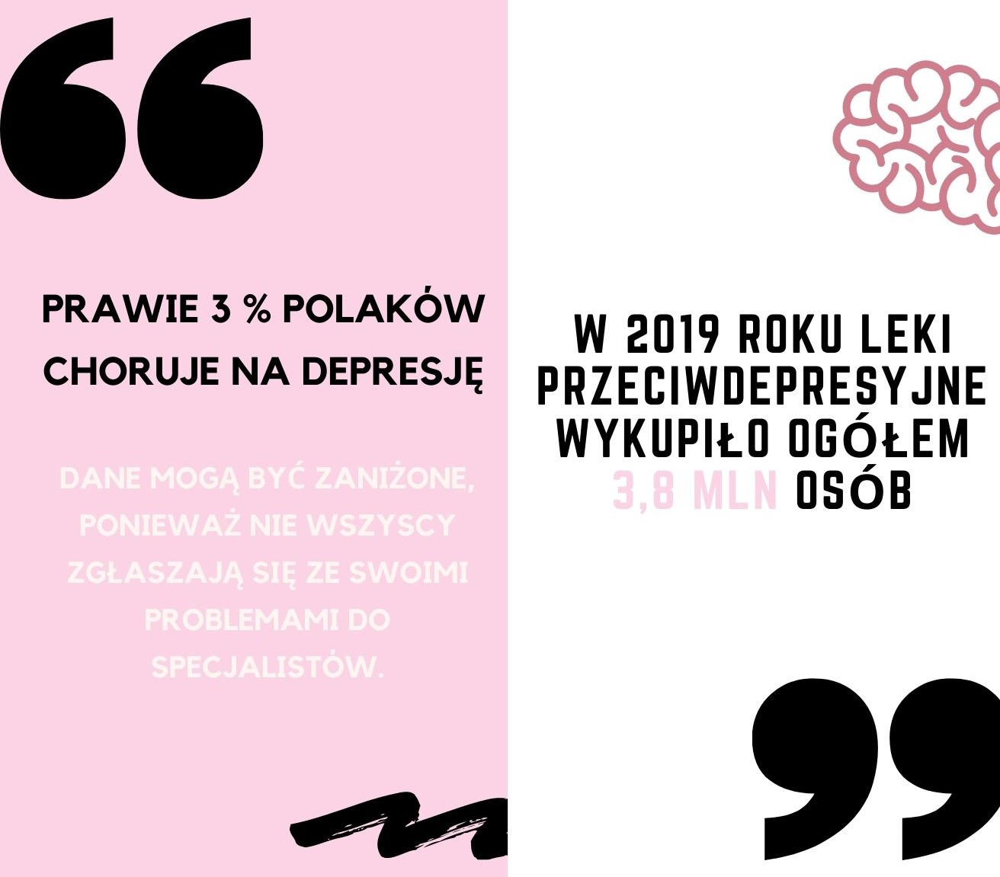 PRAWIE 3 % POLAKÓW
CHORUJE NA DEPRESJĘ
DANE MOGĄ BYĆ ZANIŻONE,
PONIEWAŻ NIE WSZYSCY
ZGŁASZAJĄ SIĘ ZE SWOIMI
PROBLEMAMI DO
SPECJALISTÓW.
W 2019 ROKU LEKI
PRZECIWDEPRESYJNE
WYKUPIŁO OGÓŁEM
3,8 MLN OSÓB